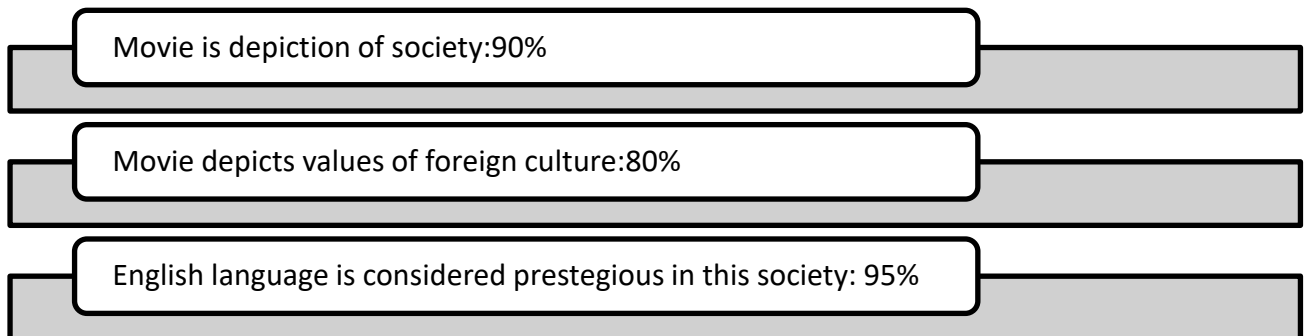 Movie is depiction of society:90%
Movie depicts values of foreign culture:80%
English language is considered prestegious in this society: 95%